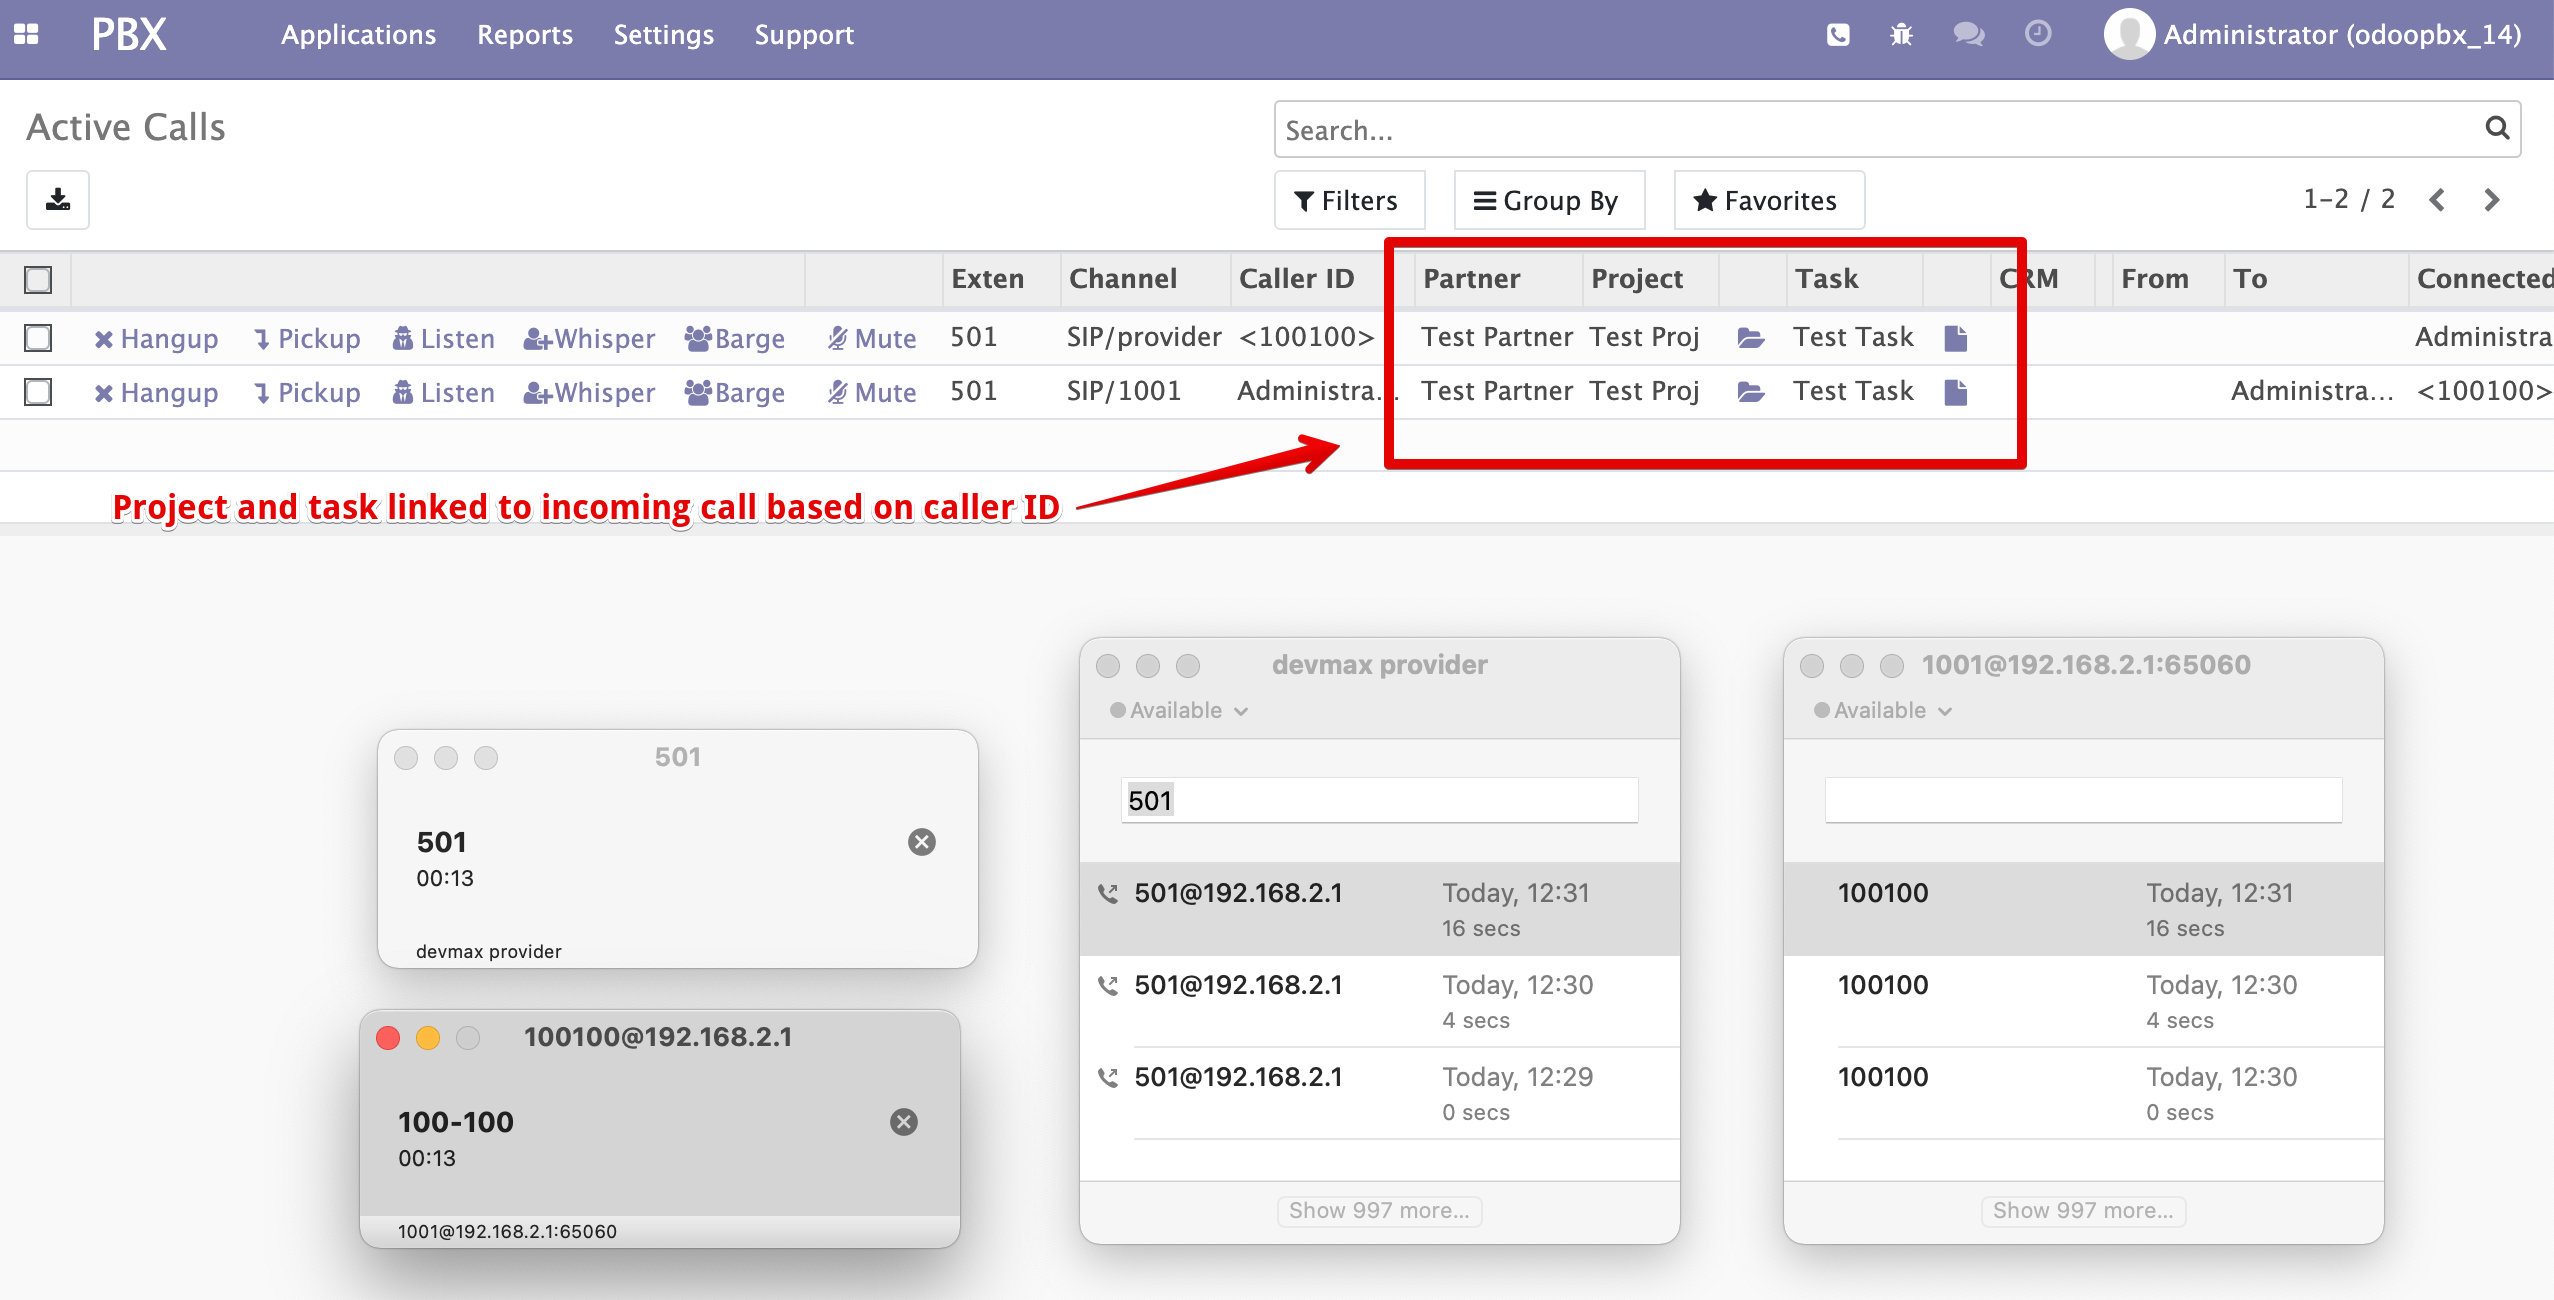 PBX Applications Reports Settings Support Administrator (odoopbx_14)
Active Calls
Search...
Filters Group By Favorites 1-2 / 2
Exten Channel Caller ID Partner Project Task CRM From To Connected
Hangup Pickup Listen Whisper Barge Mute 501 SIP/provider <100100> Test Partner Test Proj Test Task Administra
Hangup Pickup Listen Whisper Barge Mute 501 SIP/1001 Administra... Test Partner Test Proj Test Task Administra... <100100>
Project and task linked to incoming call based on caller ID
501
501
00:13
devmax provider
100100@192.168.2.1
100-100
00:13
1001@192.168.2.1:65060
devmax provider
Available
501
501@192.168.2.1 Today, 12:31
16 secs
501@192.168.2.1 Today, 12:30
4 secs
501@192.168.2.1 Today, 12:29
0 secs
Show 997 more...
1001@192.168.2.1:65060
Available
100100 Today, 12:31
16 secs
100100 Today, 12:30
4 secs
100100 Today, 12:30
0 secs
Show 997 more...